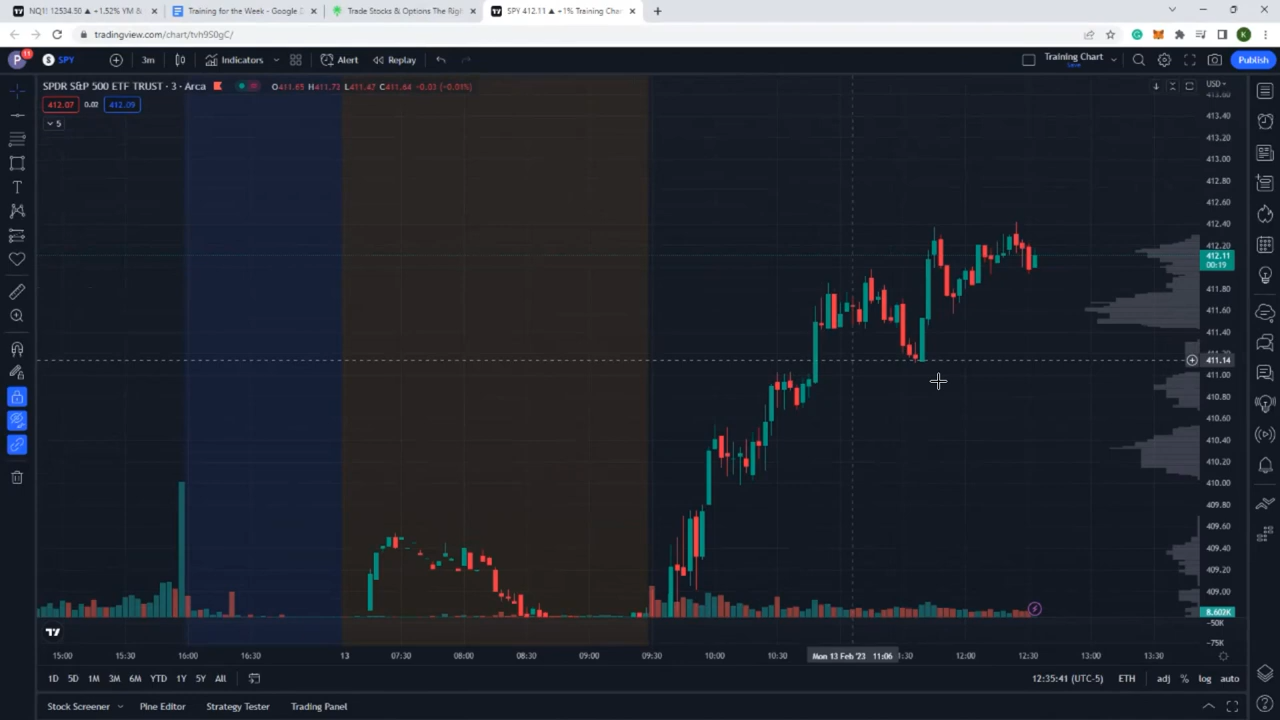 NQ1! 12534.50 ▲ +1.52% YM &
Training for the Week - Google D
Trade Stocks & Options The Righ
SPY 412.11 ▲ +1% Training Char
tradingview.com/chart/tvh9S0gC/
K
P
11
SPY
3m
Indicators
Alert
Replay
Training Chart
Save
Publish
SPDR S&P 500 ETF TRUST · 3 · Arca
O411.65 H411.72 L411.47 C411.64 -0.03 (-0.01%)
USD
412.07
0.02
412.09
5
413.60
413.40
413.20
413.00
412.80
412.60
412.40
412.20
412.11
00:19
411.80
411.60
411.40
411.14
411.00
410.80
410.60
410.40
410.20
410.00
409.80
409.60
409.40
409.20
409.00
8.602K
-50K
-75K
15:00
15:30
16:00
16:30
13
07:30
08:00
08:30
09:00
09:30
10:00
10:30
Mon 13 Feb '23 11:06
1:30
12:00
12:30
13:00
13:30
1D
5D
1M
3M
6M
YTD
1Y
5Y
All
12:35:41 (UTC-5)
ETH
adj
%
log
auto
Stock Screener
Pine Editor
Strategy Tester
Trading Panel